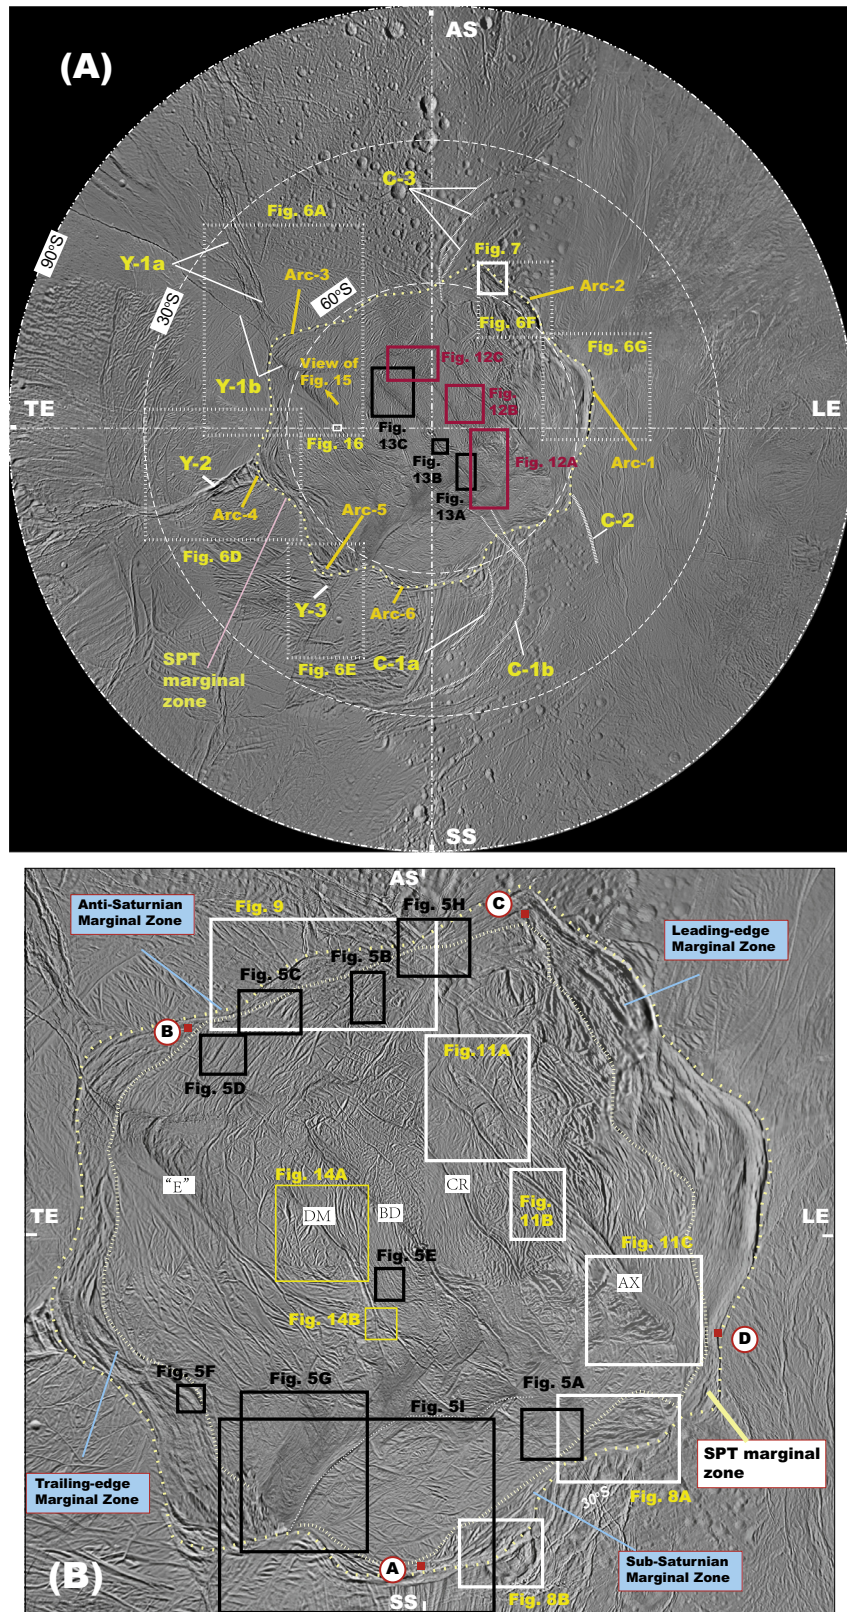 AS
(A)
C-3
Fig. 6A
90°S
Y-1a
Fig. 7
Arc-3
60°S
Arc-2
30°S
Fig. 6F
Fig. 6G
View of
Fig. 15
Fig. 12C
Y-1b
Fig.
12B
TE
LE
Fig. 16
Fig.
13C
Fig.
13B
Fig. 12A
Y-2
Arc-1
Fig.
13A
Arc-5
Arc-4
C-2
Fig. 6D
Y-3
Arc-6
SPT
marginal
zone
Fig. 6E
C-1a
C-1b
SS
AS
Anti-Saturnian
Marginal Zone
Fig. 9
Fig. 5H
C
Leading-edge
Marginal Zone
Fig. 5B
Fig. 5C
B
Fig. 5D
Fig.11A
"E"
Fig. 14A
CR
DM
BD
Fig.
11B
TE
LE
Fig. 5E
Fig. 11C
AX
Fig. 14B
D
Fig. 5F
Fig. 5G
Fig. 5I
Fig. 5A
SPT marginal
zone
Trailing-edge
Marginal Zone
30°S
Fig. 8A
A
Sub-Saturnian
Marginal Zone
(B)
SS
Fig. 8B